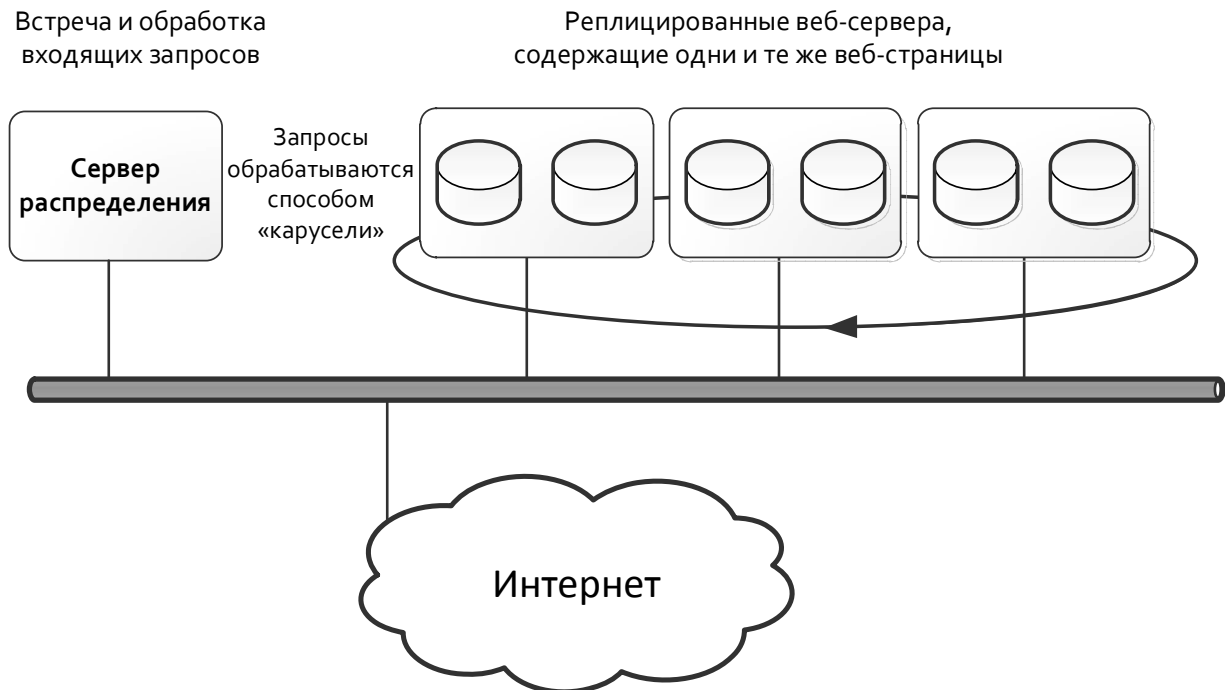 Встреча и обработка
входящих запросов
Реплицированные веб-сервера,
содержащие одни и те же веб-страницы
Сервер
распределения
Запросы
обрабатываются
способом
«карусели»
Интернет